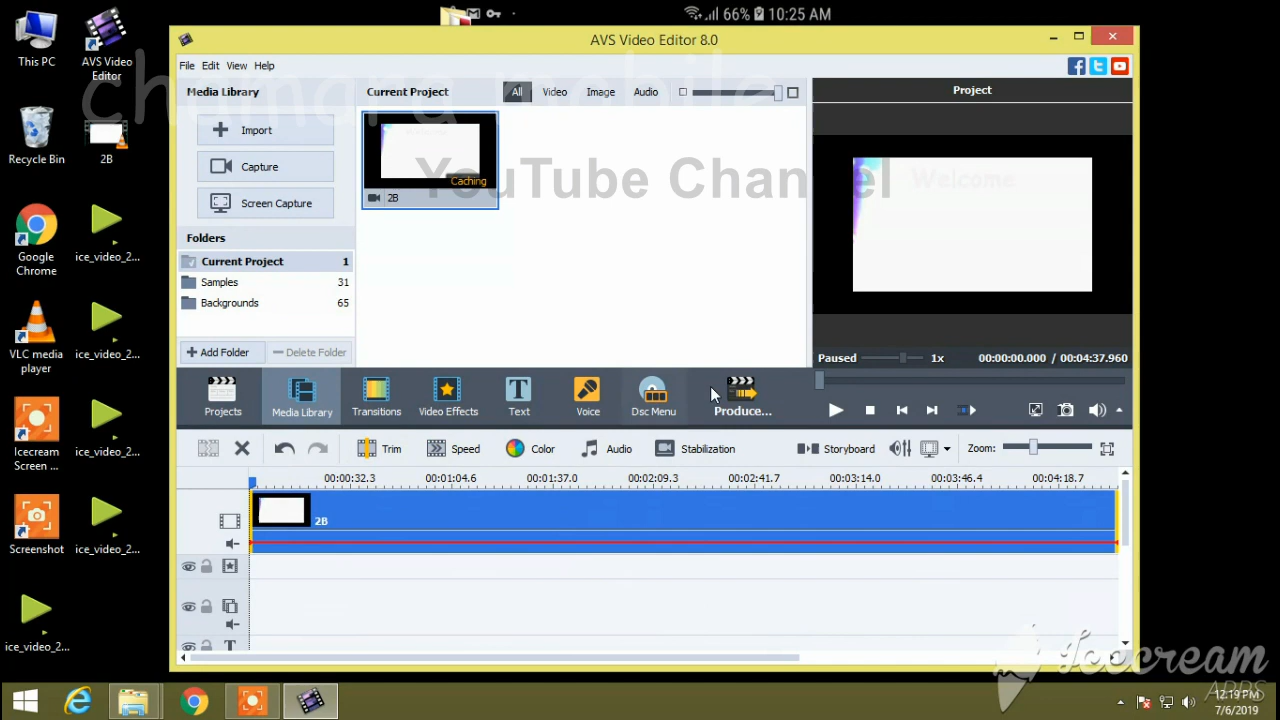 66% 10:25 AM
AVS Video Editor 8.0
File Edit View Help
chamara mobile
YouTube Channel
Welcome
Media Library
Import
Capture
Screen Capture
Folders
Current Project 1
Samples 31
Backgrounds 65
Add Folder
Delete Folder
Current Project
All Video Image Audio
Caching
2B
Project
Paused 1x 00:00:00.000 / 00:04:37.960
Projects
Media Library
Transitions
Video Effects
Text
Voice
Disc Menu
Produce...
Trim
Speed
Color
Audio
Stabilization
Storyboard
Zoom:
00:00:32.3 00:01:04.6 00:01:37.0 00:02:09.3 00:02:41.7 00:03:14.0 00:03:46.4 00:04:18.7
2B
This PC
AVS Video
Editor
Recycle Bin
2B
Google
Chrome
ice_video_2...
VLC media
player
ice_video_2...
Icecream
Screen ...
ice_video_2...
Screenshot
ice_video_2...
ice_video_2...
Icecream
APPS
12:19 PM
7/6/2019